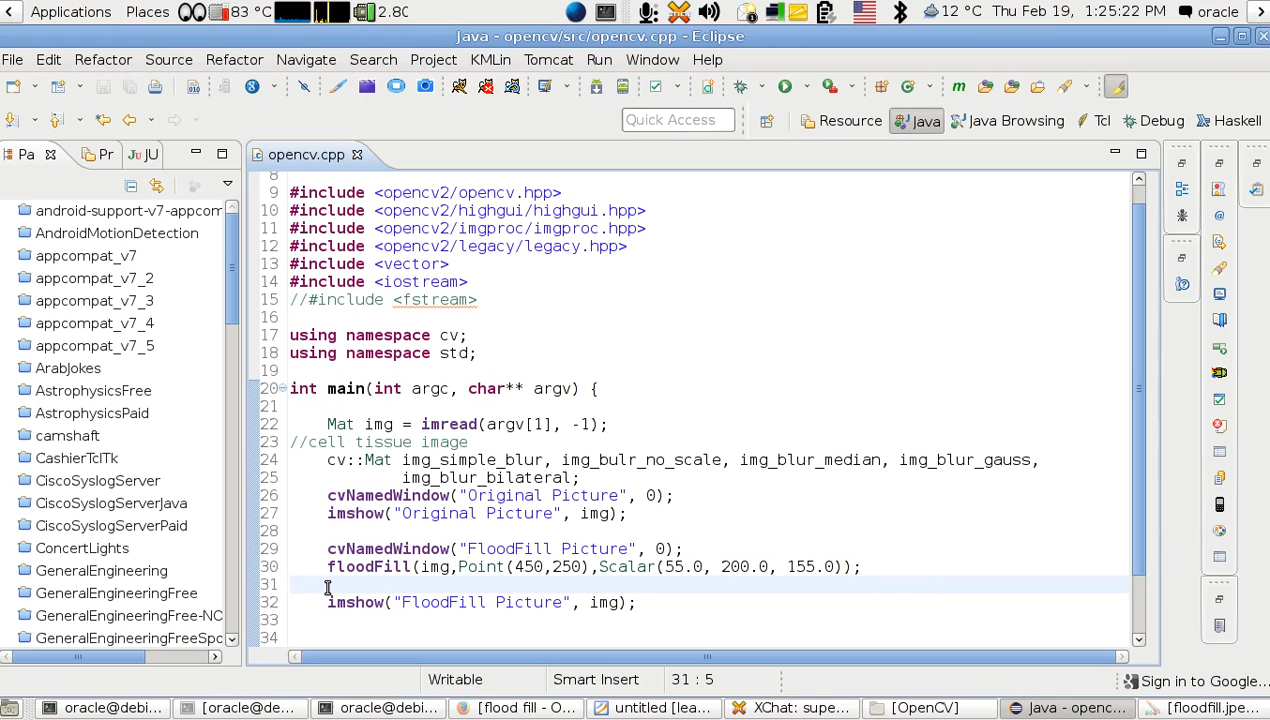 Applications Places 83 °C 2.80 12 °C Thu Feb 19, 1:25:22 PM oracle
Java - opencv/src/opencv.cpp - Eclipse
File Edit Refactor Source Refactor Navigate Search Project KMLin Tomcat Run Window Help
Quick Access Resource Java Java Browsing Tcl Debug Haskell
Pa Pr JU opencv.cpp
android-support-v7-appcom
AndroidMotionDetection
appcompat_v7
appcompat_v7_2
appcompat_v7_3
appcompat_v7_4
appcompat_v7_5
ArabJokes
AstrophysicsFree
AstrophysicsPaid
camshaft
CashierTclTk
CiscoSyslogServer
CiscoSyslogServerJava
CiscoSyslogServerPaid
ConcertLights
GeneralEngineering
GeneralEngineeringFree
GeneralEngineeringFree-NO
GeneralEngineeringFreeSpo
8
9 #include <opencv2/opencv.hpp>
10 #include <opencv2/highgui/highgui.hpp>
11 #include <opencv2/imgproc/imgproc.hpp>
12 #include <opencv2/legacy/legacy.hpp>
13 #include <vector>
14 #include <iostream>
15 //#include <fstream>
16
17 using namespace cv;
18 using namespace std;
19
20 int main(int argc, char** argv) {
21
22 Mat img = imread(argv[1], -1);
23 //cell tissue image
24 cv::Mat img_simple_blur, img_bulr_no_scale, img_blur_median, img_blur_gauss,
25 img_blur_bilateral;
26 cvNamedWindow("Original Picture", 0);
27 imshow("Original Picture", img);
28
29 cvNamedWindow("FloodFill Picture", 0);
30 floodFill(img,Point(450,250),Scalar(55.0, 200.0, 155.0));
31
32 imshow("FloodFill Picture", img);
33
34
Writable Smart Insert 31 : 5 Sign in to Google...
oracle@debi... [oracle@deb... oracle@debi... [flood fill - O... untitled [lea... XChat: supe... [OpenCV] Java - openc... [floodfill.jpe...